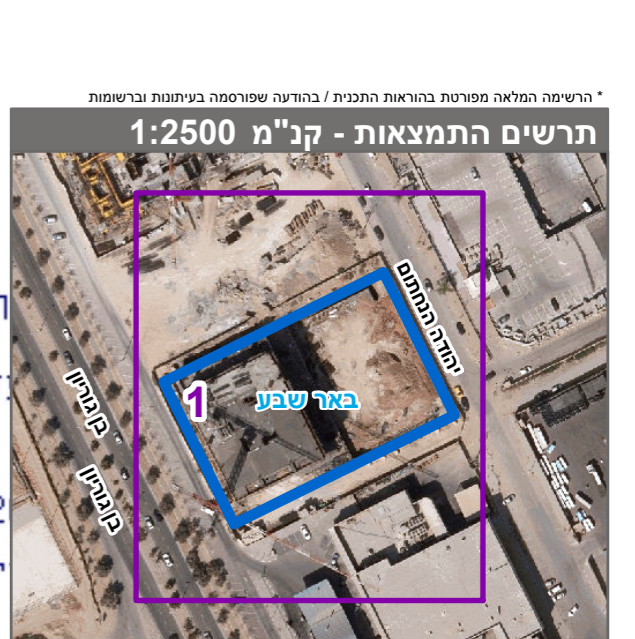 * הרשימה המלאה מפורטת בהוראות התכנית / בהודעה שפורסמה בעיתונות וברשומות
תרשים התמצאות - קנ"מ 1:2500
יהודה הנחתום
1
באר שבע
בן גוריון
בן גוריון